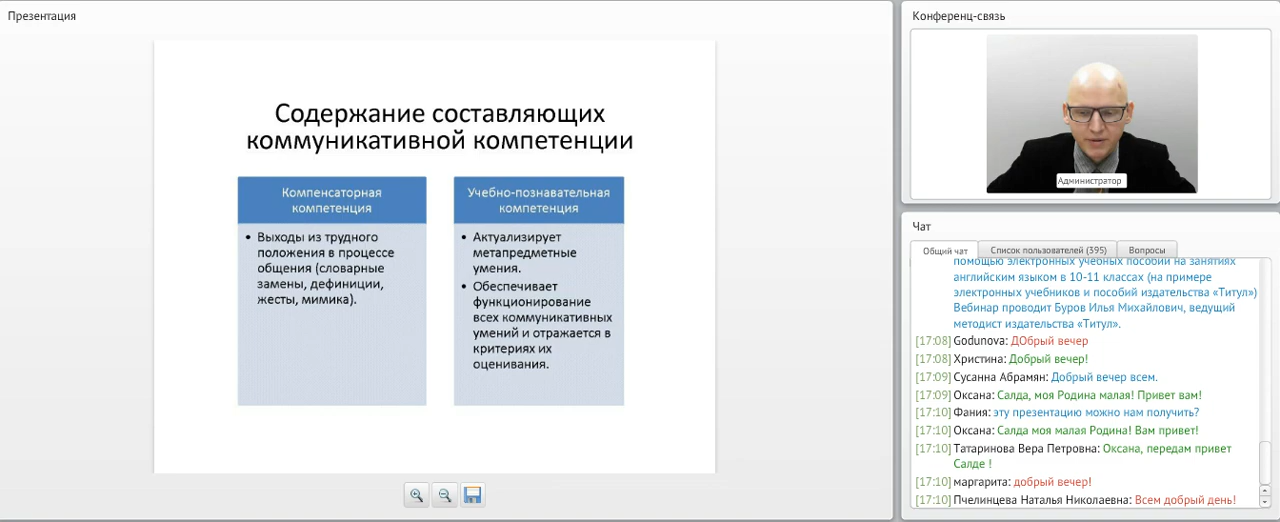 Презентация
Содержание составляющих
коммуникативной компетенции
Компенсаторная
компетенция
• Выходы из трудного
положения в процессе
общения (словарные
замены, дефиниции,
жесты, мимика).
Учебно-познавательная
компетенция
• Актуализирует
метапредметные
умения.
• Обеспечивает
функционирование
всех коммуникативных
умений и отражается в
критериях их
оценивания.
Конференц-связь
Администратор
Чат
Общий чат
Список пользователей (395)
Вопросы
помощью электронных учебных пособий на занятиях
английским языком в 10-11 классах (на примере
электронных учебников и пособий издательства «Титул»)
Вебинар проводит Буров Илья Михайлович, ведущий
методист издательства «Титул».
[17:08] Godunova: ДОбрый вечер
[17:08] Христина: Добрый вечер!
[17:09] Сусанна Абрамян: Добрый вечер всем.
[17:09] Оксана: Салда, моя Родина малая! Привет вам!
[17:10] Фания: эту презентацию можно нам получить?
[17:10] Оксана: Салда моя малая Родина! Вам привет!
[17:10] Татаринова Вера Петровна: Оксана, передам привет
Салде !
[17:10] маргарита: добрый вечер!
[17:10] Пчелинцева Наталья Николаевна: Всем добрый день!